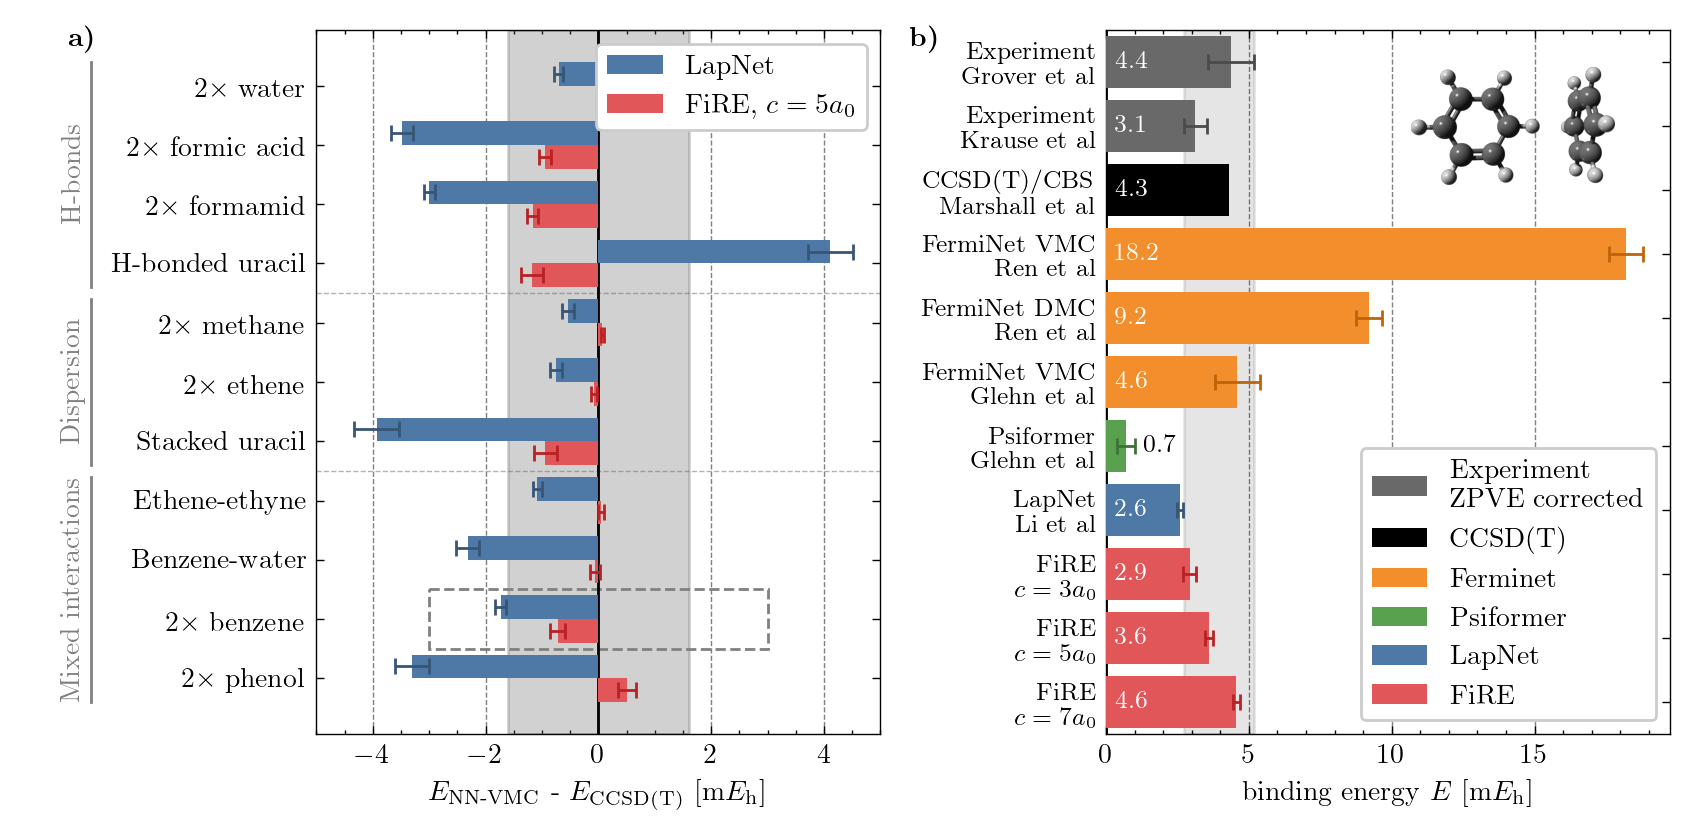 a)
H-bonds
Dispersion
Mixed interactions
2× water
2× formic acid
2× formamid
H-bonded uracil
2× methane
2× ethene
Stacked uracil
Ethene-ethyne
Benzene-water
2× benzene
2× phenol
LapNet
FiRE, c = 5a₀
−4 −2 0 2 4
E_NN-VMC - E_CCSD(T) [mE_h]
b)
Experiment
Grover et al
4.4
Experiment
Krause et al
3.1
CCSD(T)/CBS
Marshall et al
4.3
FermiNet VMC
Ren et al
18.2
FermiNet DMC
Ren et al
9.2
FermiNet VMC
Glehn et al
4.6
Psiformer
Glehn et al
0.7
LapNet
Li et al
2.6
FiRE
c = 3a₀
2.9
FiRE
c = 5a₀
3.6
FiRE
c = 7a₀
4.6
Experiment
ZPVE corrected
CCSD(T)
Ferminet
Psiformer
LapNet
FiRE
0 5 10 15
binding energy E [mE_h]